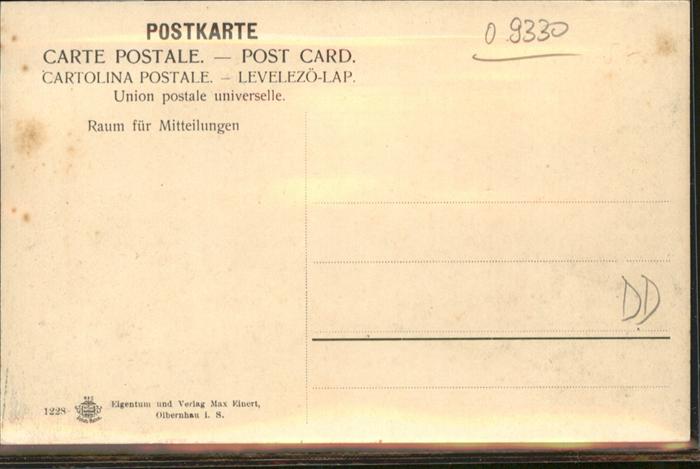 POSTKARTE
CARTE POSTALE. — POST CARD.
CARTOLINA POSTALE. – LEVELEZÖ-LAP.
Union postale universelle.
Raum für Mitteilungen
0 9330
DD
1228
Eigentum und Verlag Max Einert,
Olbernhau i. S.